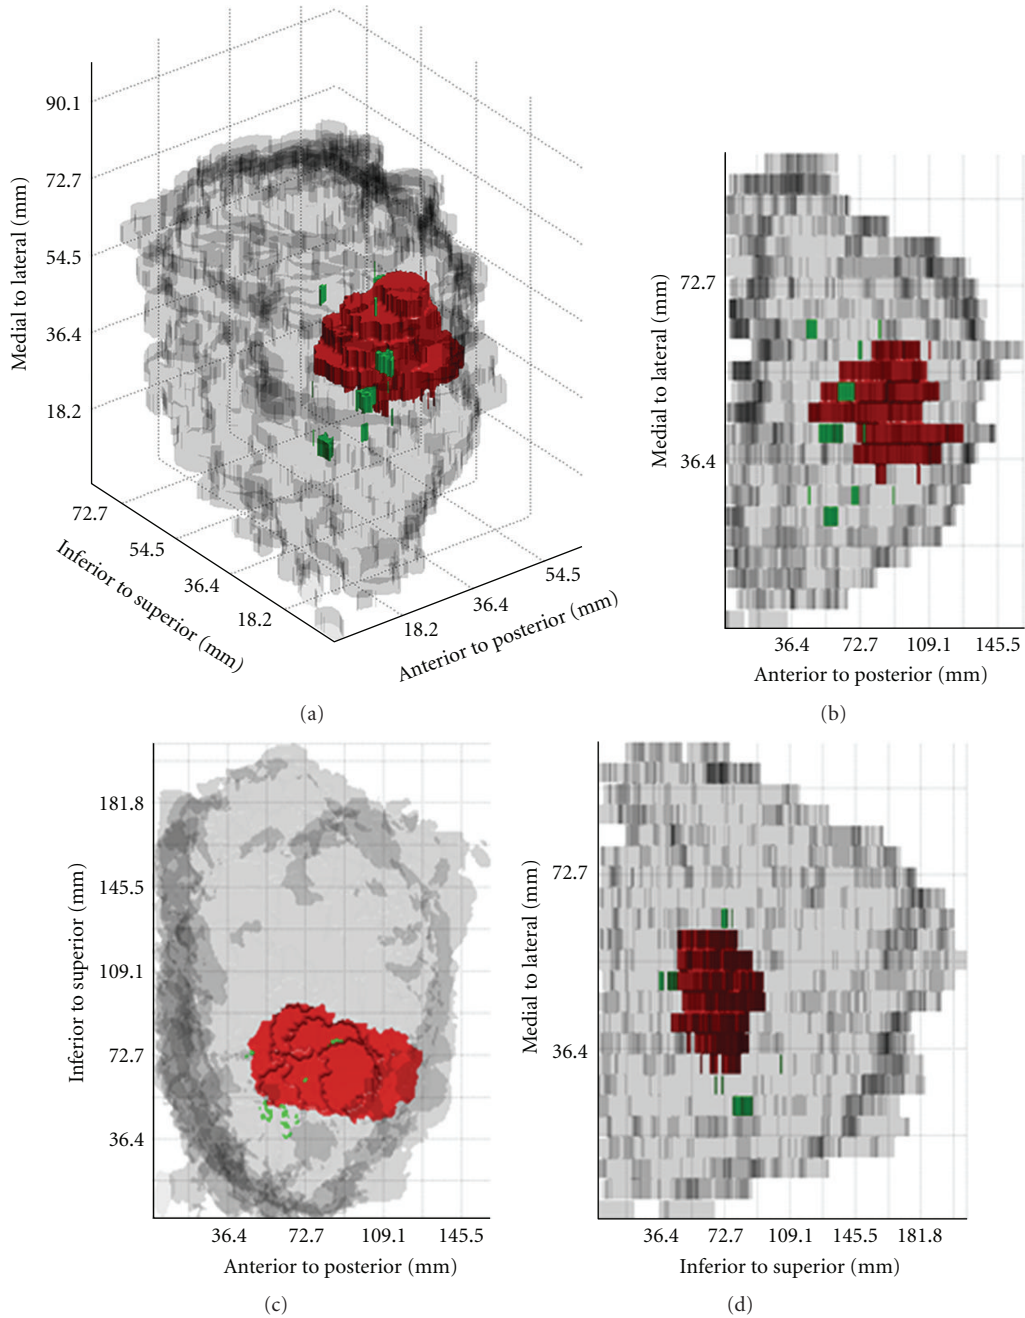 90.1
72.7
54.5
36.4
18.2
Medial to lateral (mm)
72.7
54.5
36.4
18.2
Inferior to superior (mm)
18.2
36.4
54.5
Anterior to posterior (mm)
(a)
72.7
36.4
Medial to lateral (mm)
36.4 72.7 109.1 145.5
Anterior to posterior (mm)
(b)
181.8
145.5
109.1
72.7
36.4
Inferior to superior (mm)
36.4 72.7 109.1 145.5
Anterior to posterior (mm)
(c)
72.7
36.4
Medial to lateral (mm)
36.4 72.7 109.1 145.5 181.8
Inferior to superior (mm)
(d)